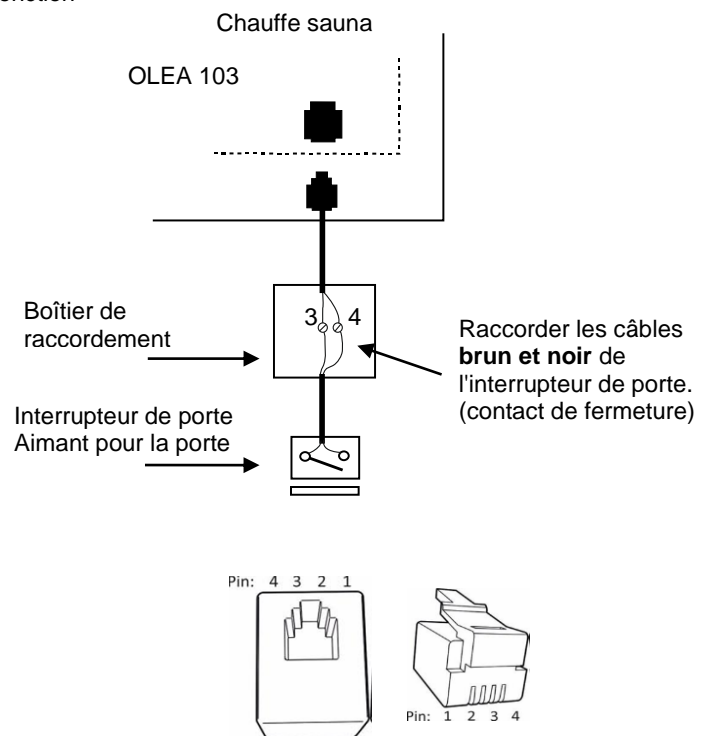 Chauffe sauna
OLEA 103
3 4
Boîtier de
raccordement
Raccorder les câbles
brun et noir de
l'interrupteur de porte.
(contact de fermeture)
Interrupteur de porte
Aimant pour la porte
Pin: 4 3 2 1
Pin: 1 2 3 4